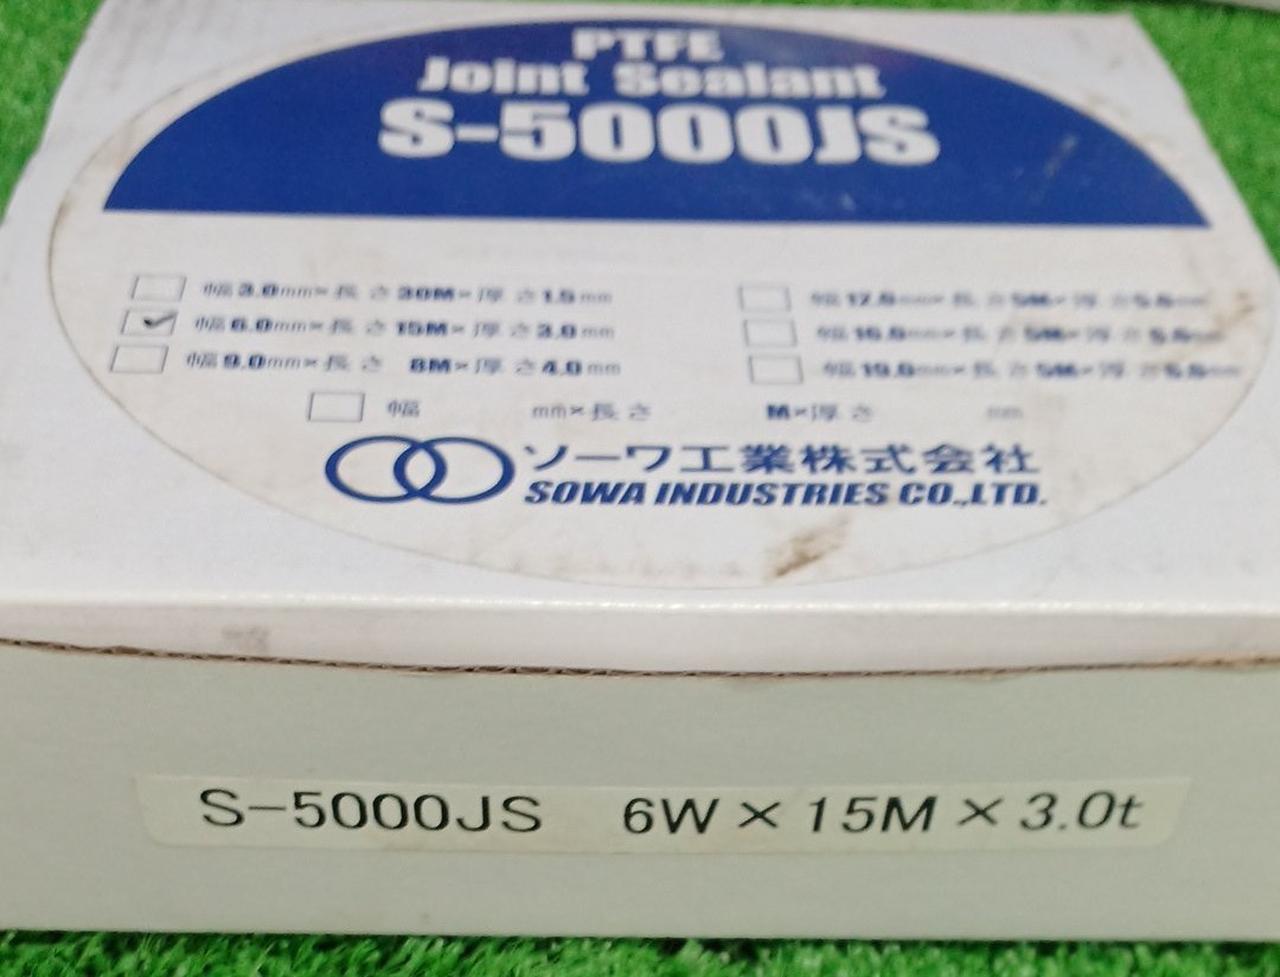 PTFE
Joint Sealant
S-5000JS
幅3.0mm×長さ30M×厚さ1.5mm
幅6.0mm×長さ15M×厚さ3.0mm
幅9.0mm×長さ 8M×厚さ4.0mm
幅 mm×長さ M×厚さ mm
ソーワ工業株式会社
SOWA INDUSTRIES CO.,LTD.
S-5000JS 6W×15M×3.0t